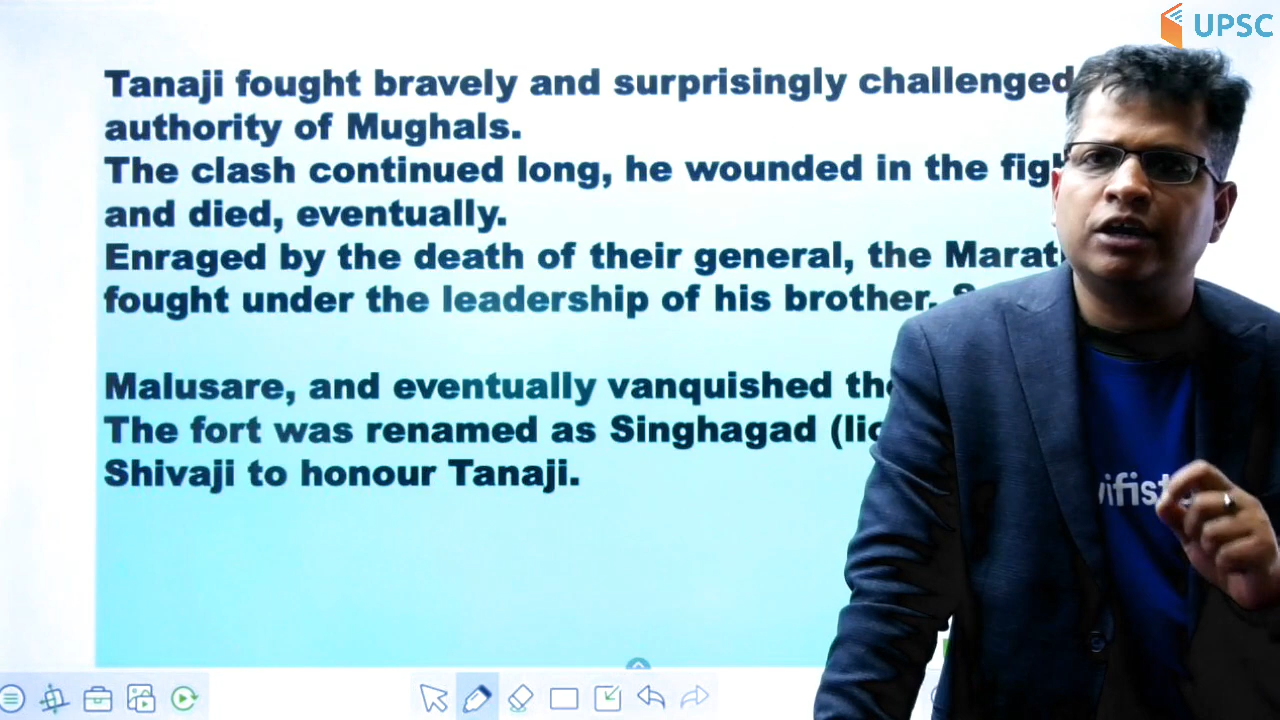 UPSC
Tanaji fought bravely and surprisingly challenged
authority of Mughals.
The clash continued long, he wounded in the
and died, eventually.
Enraged by the death of their general, the
fought under the leadership of his brother.
Malusare, and eventually vanquished
The fort was renamed as Singhagad
Shivaji to honour Tanaji.